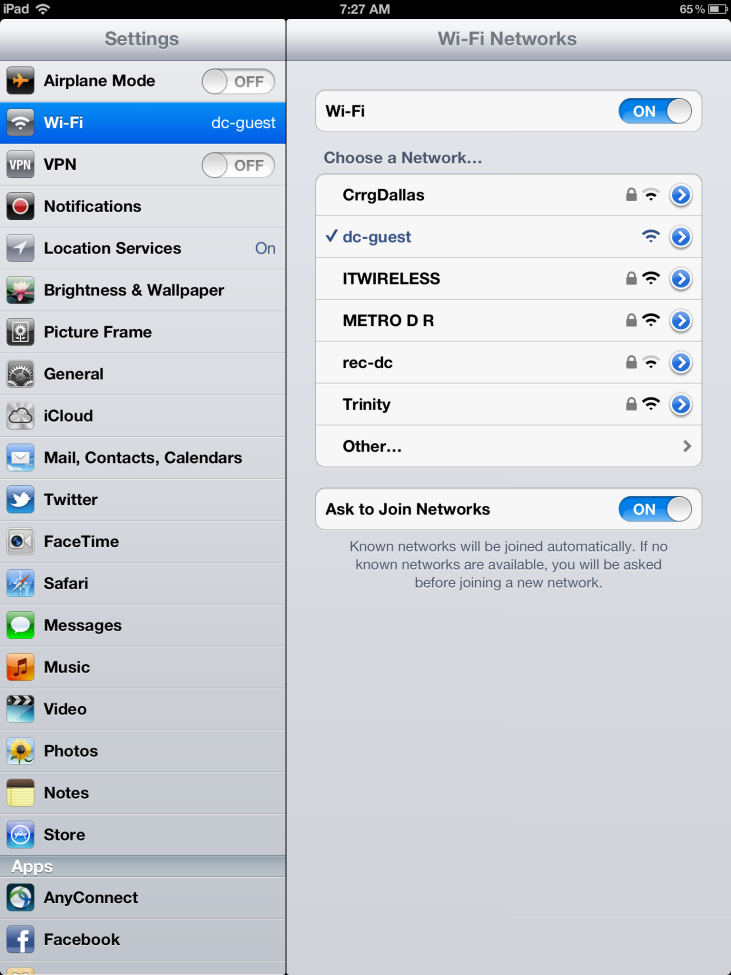 iPad 7:27 AM 65%
Settings
Airplane Mode OFF
Wi-Fi dc-guest
VPN VPN OFF
Notifications
Location Services On
Brightness & Wallpaper
Picture Frame
General
iCloud
Mail, Contacts, Calendars
Twitter
FaceTime
Safari
Messages
Music
Video
Photos
Notes
Store
Apps
AnyConnect
Facebook
Wi-Fi Networks
Wi-Fi ON
Choose a Network...
CrrgDallas
dc-guest
ITWIRELESS
METRO D R
rec-dc
Trinity
Other...
Ask to Join Networks ON
Known networks will be joined automatically. If no
known networks are available, you will be asked
before joining a new network.